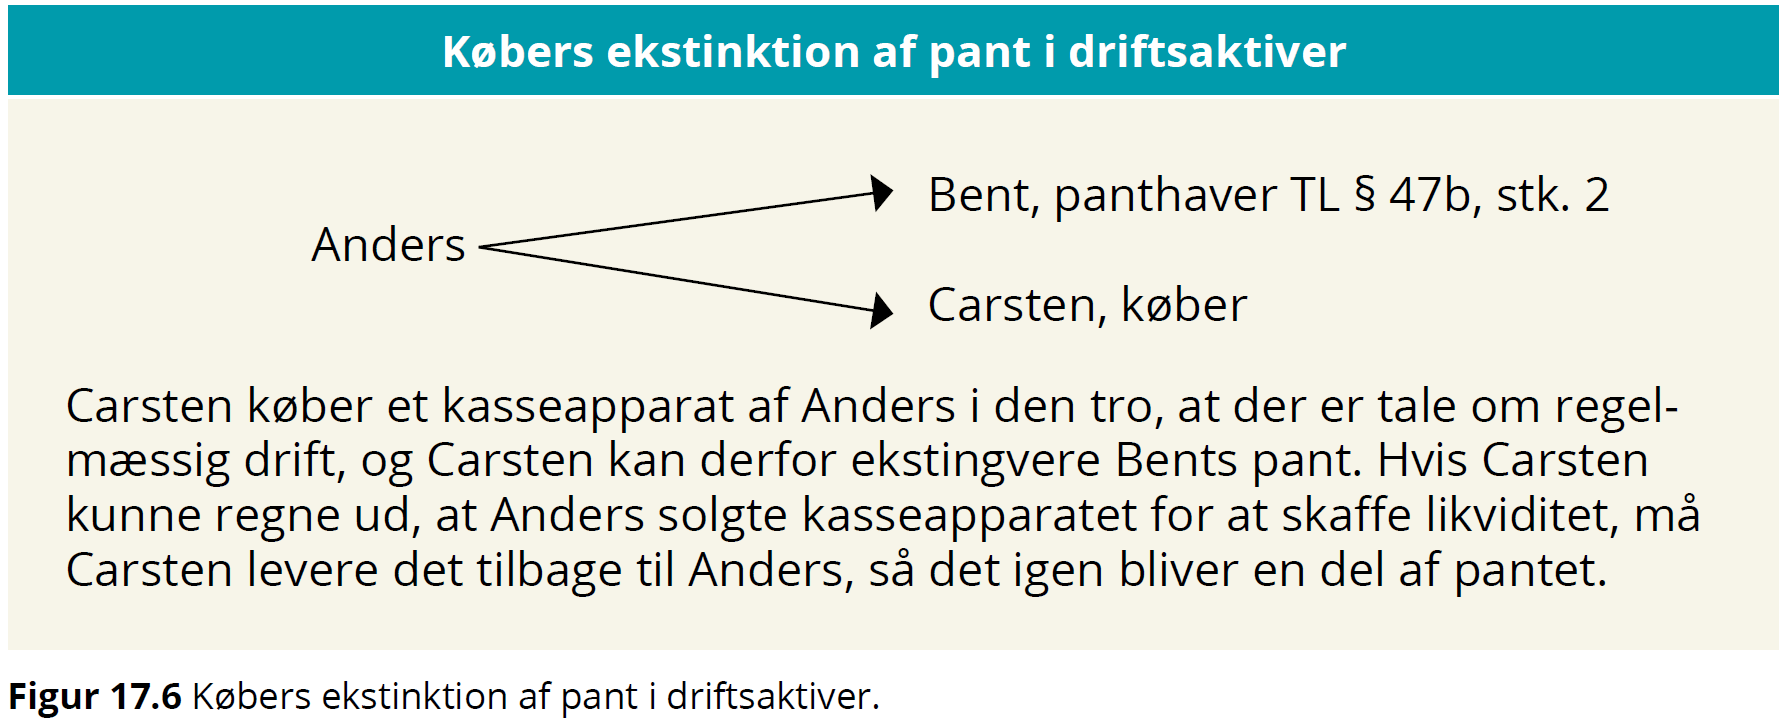 Købers ekstinktion af pant i driftsaktiver
Bent, panthaver TL § 47b, stk. 2
Anders
Carsten, køber
Carsten køber et kasseapparat af Anders i den tro, at der er tale om regel-
mæssig drift, og Carsten kan derfor ekstingvere Bents pant. Hvis Carsten
kunne regne ud, at Anders solgte kasseapparatet for at skaffe likviditet, må
Carsten levere det tilbage til Anders, så det igen bliver en del af pantet.
Figur 17.6 Købers ekstinktion af pant i driftsaktiver.